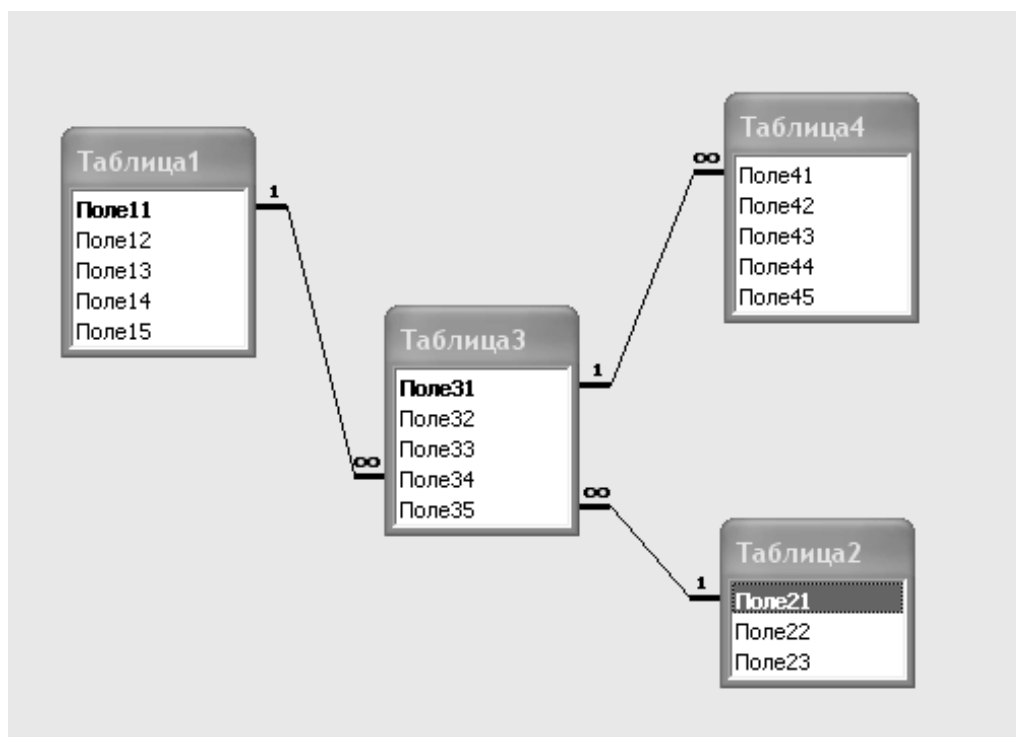 Таблица1
Поле11
Поле12
Поле13
Поле14
Поле15
1
∞
Таблица3
Поле31
Поле32
Поле33
Поле34
Поле35
1
∞
∞
1
Таблица4
Поле41
Поле42
Поле43
Поле44
Поле45
Таблица2
Поле21
Поле22
Поле23